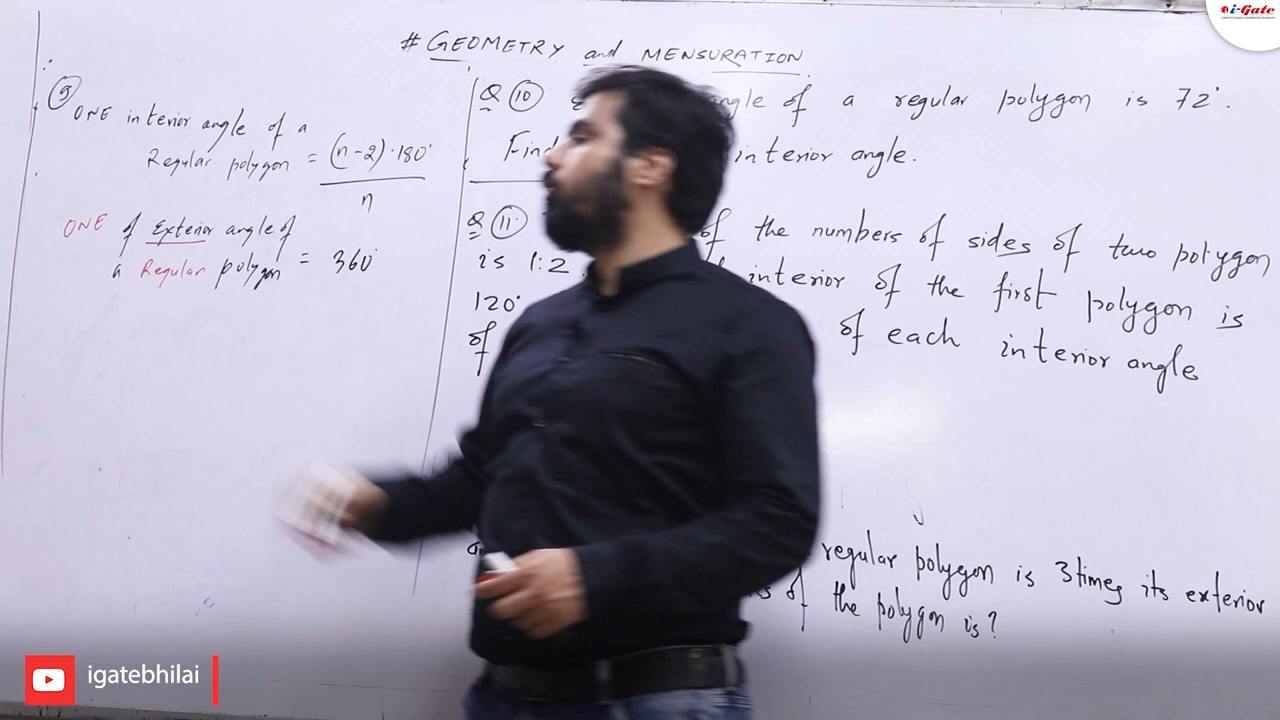 i-Gate
# GEOMETRY and MENSURATION
9
ONE interior angle of a
Regular polygon = (n-2)·180°
n
ONE of Exterior angle of
a Regular polygon = 360°
Q 10 angle of a regular polygon is 72°.
Find interior angle.
Q 11 of the numbers of sides of two polygon
is 1:2 interior of the first polygon is
120° of each interior angle
of
regular polygon is 3times its exterior
of the polygon is?
igatebhilai